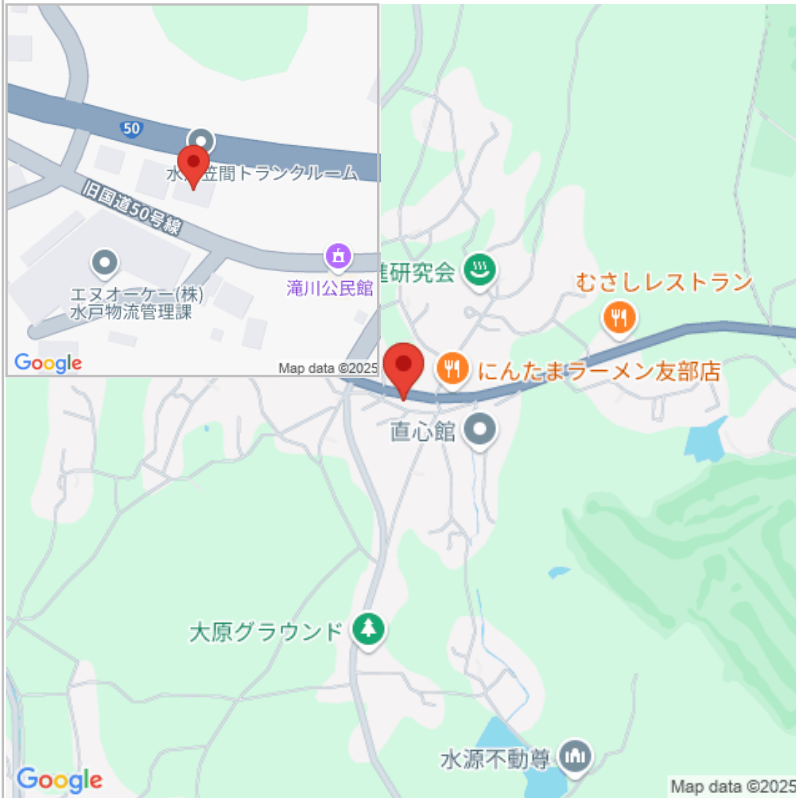 50
水戸笠間トランクルーム
旧国道50号線
エヌオーケー(株)
水戸物流管理課
滝川公民館
Google
Map data ©2025
進研究会
むさしレストラン
にんたまラーメン友部店
直心館
大原グラウンド
水源不動尊
Google
Map data ©2025